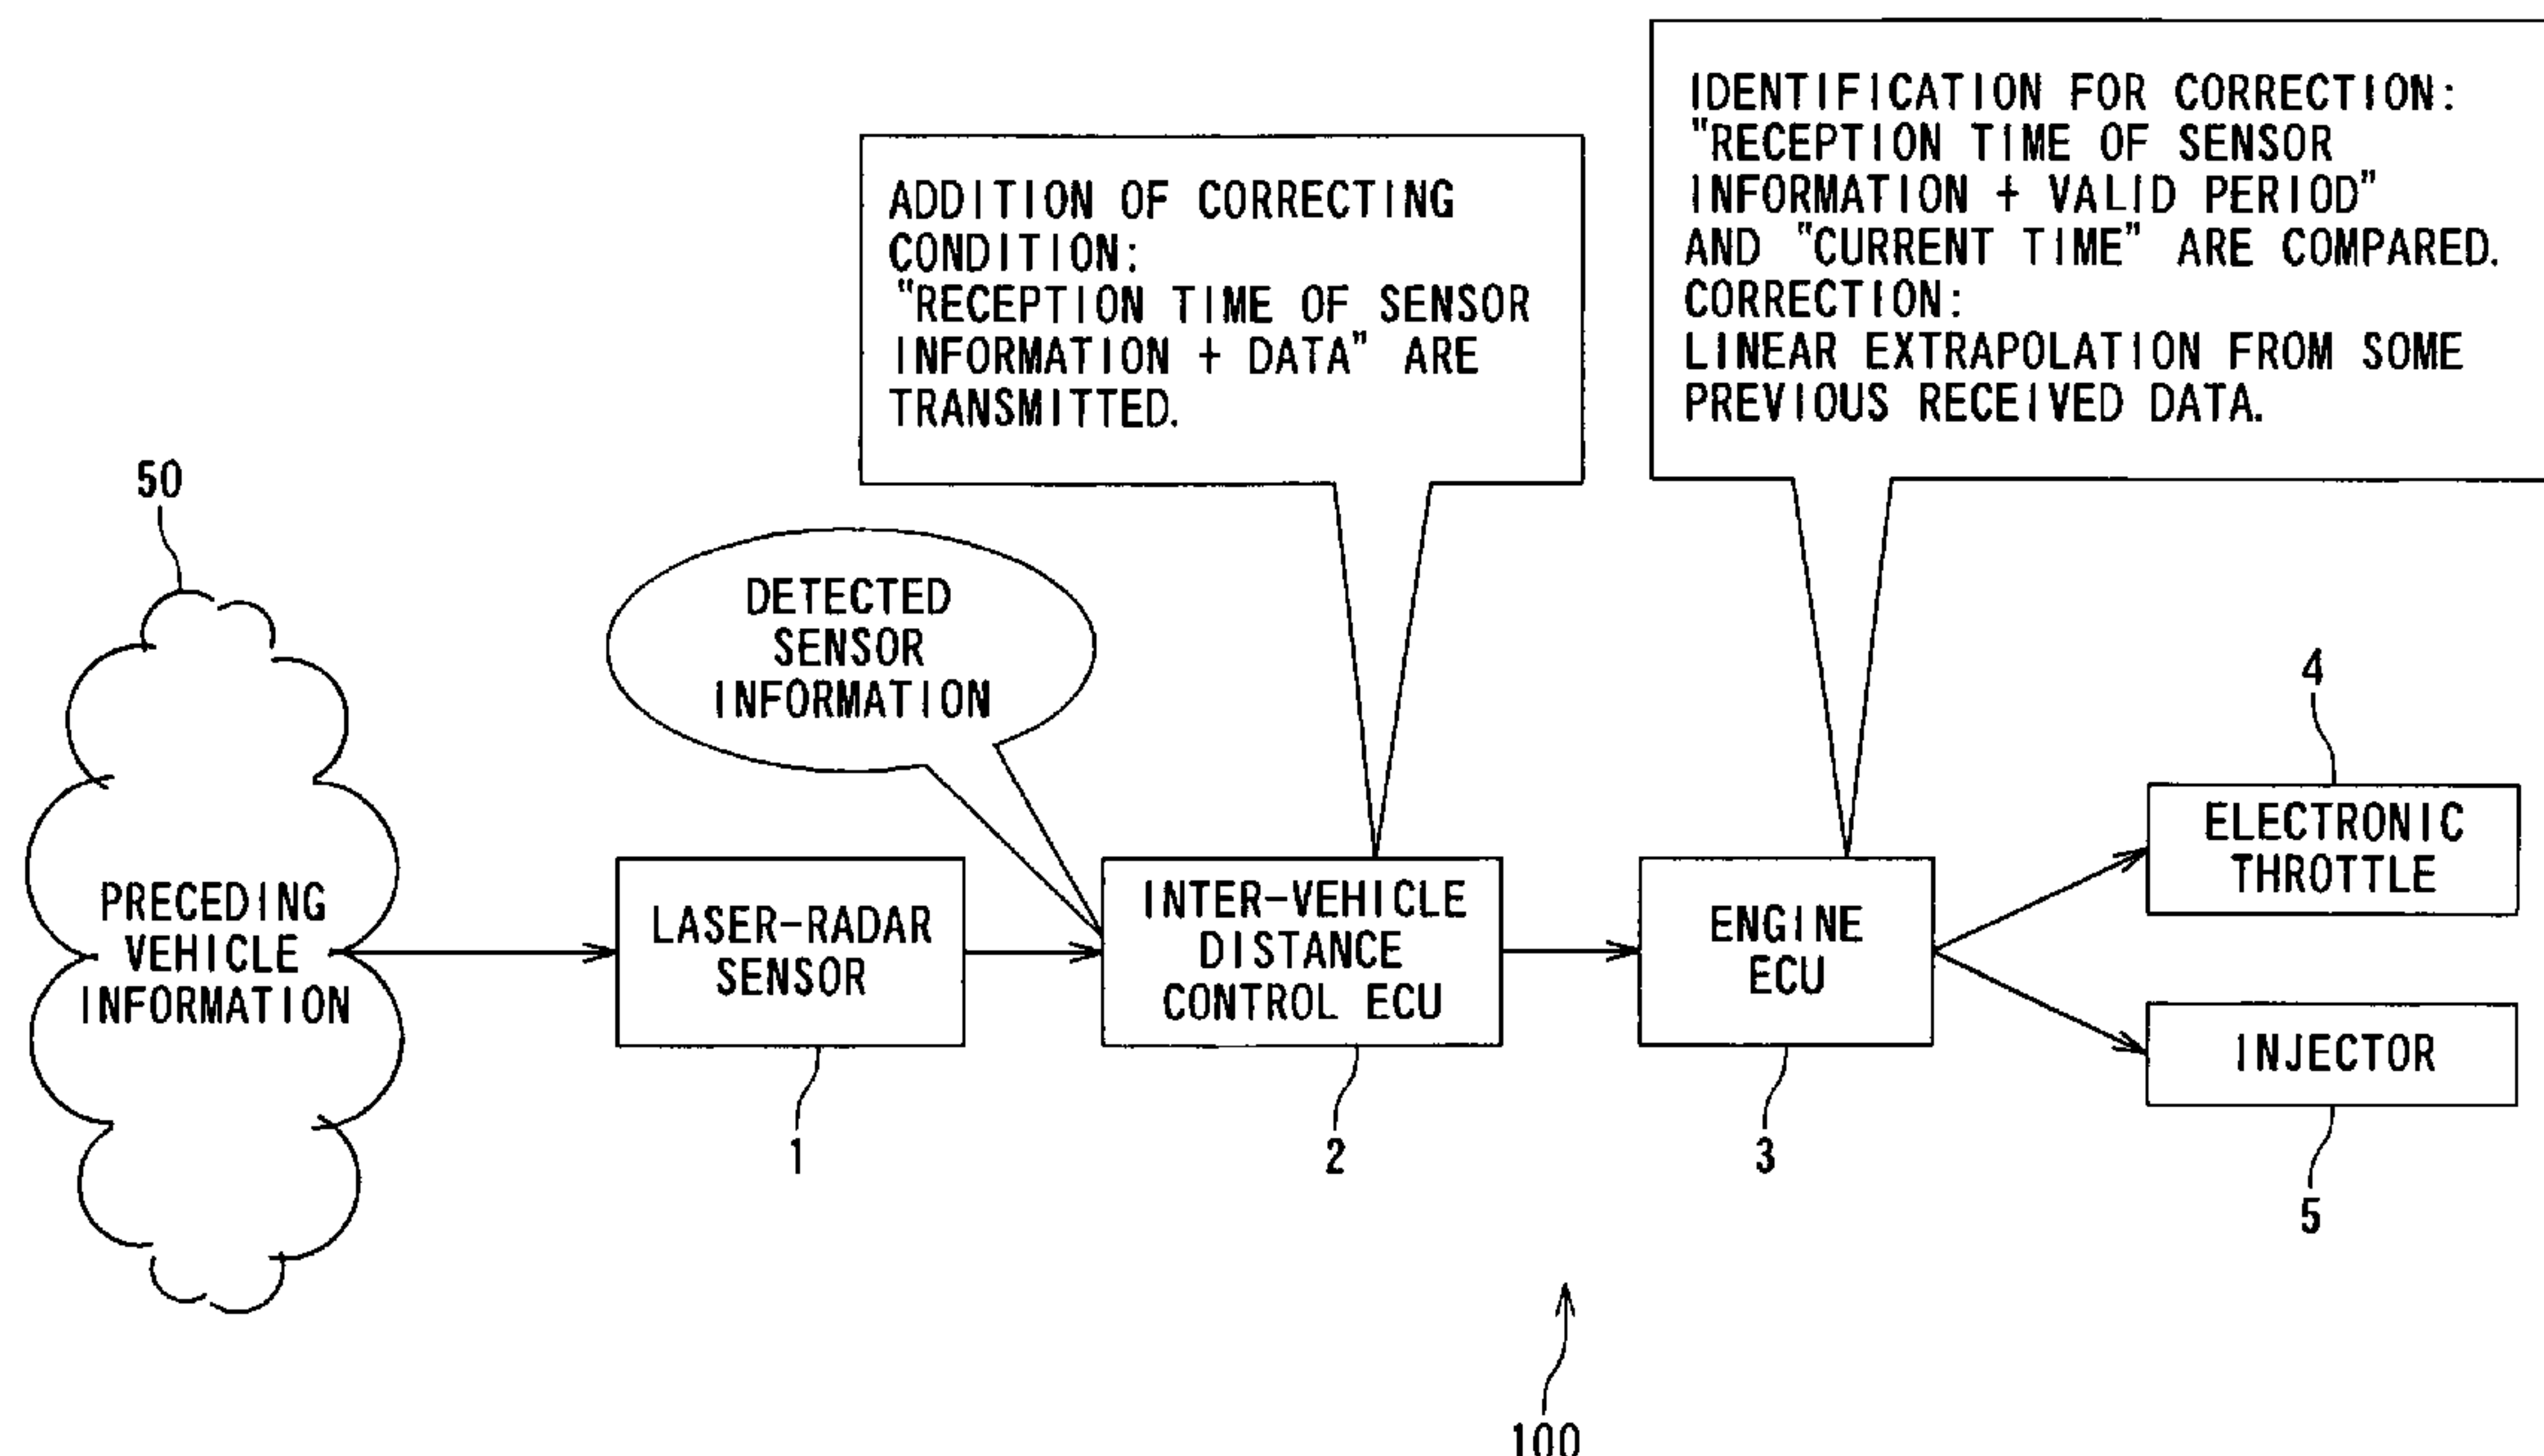 IDENTIFICATION FOR CORRECTION:
"RECEPTION TIME OF SENSOR
INFORMATION + VALID PERIOD"
AND "CURRENT TIME" ARE COMPARED.
CORRECTION:
LINEAR EXTRAPOLATION FROM SOME
PREVIOUS RECEIVED DATA.
ADDITION OF CORRECTING
CONDITION:
"RECEPTION TIME OF SENSOR
INFORMATION + DATA" ARE
TRANSMITTED.
50
DETECTED
SENSOR
INFORMATION
4
ELECTRONIC
THROTTLE
PRECEDING
VEHICLE
INFORMATION
LASER-RADAR
SENSOR
INTER-VEHICLE
DISTANCE
CONTROL ECU
ENGINE
ECU
INJECTOR
1
2
3
5
100